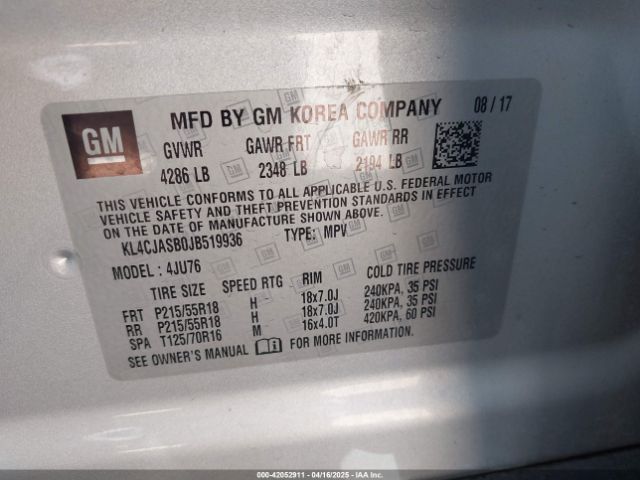 GM
MFD BY GM KOREA COMPANY 08 / 17
GVWR GAWR FRT GAWR RR
4286 LB 2348 LB 2194 LB
THIS VEHICLE CONFORMS TO ALL APPLICABLE U.S. FEDERAL MOTOR
VEHICLE SAFETY AND THEFT PREVENTION STANDARDS IN EFFECT
ON THE DATE OF MANUFACTURE SHOWN ABOVE.
KL4CJASB0JB519936 TYPE: MPV
MODEL : 4JU76
TIRE SIZE SPEED RTG RIM COLD TIRE PRESSURE
FRT P215/55R18 H 18x7.0J 240KPA, 35 PSI
RR P215/55R18 H 18x7.0J 240KPA, 35 PSI
SPA T125/70R16 M 16x4.0T 420KPA, 60 PSI
SEE OWNER'S MANUAL FOR MORE INFORMATION.
000-42052911 - 04/16/2025 - IAA Inc.